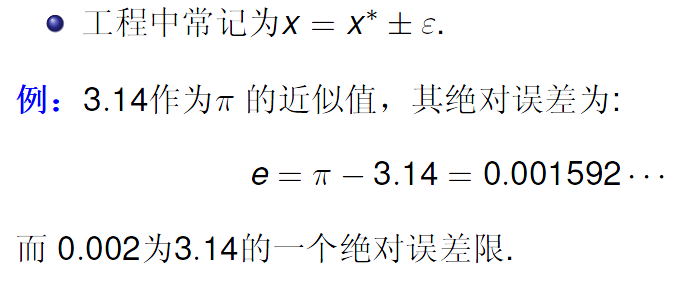 工程中常记为x = x* ± ε.
例：3.14作为π 的近似值，其绝对误差为:
e = π − 3.14 = 0.001592 ⋯
而 0.002为3.14的一个绝对误差限.